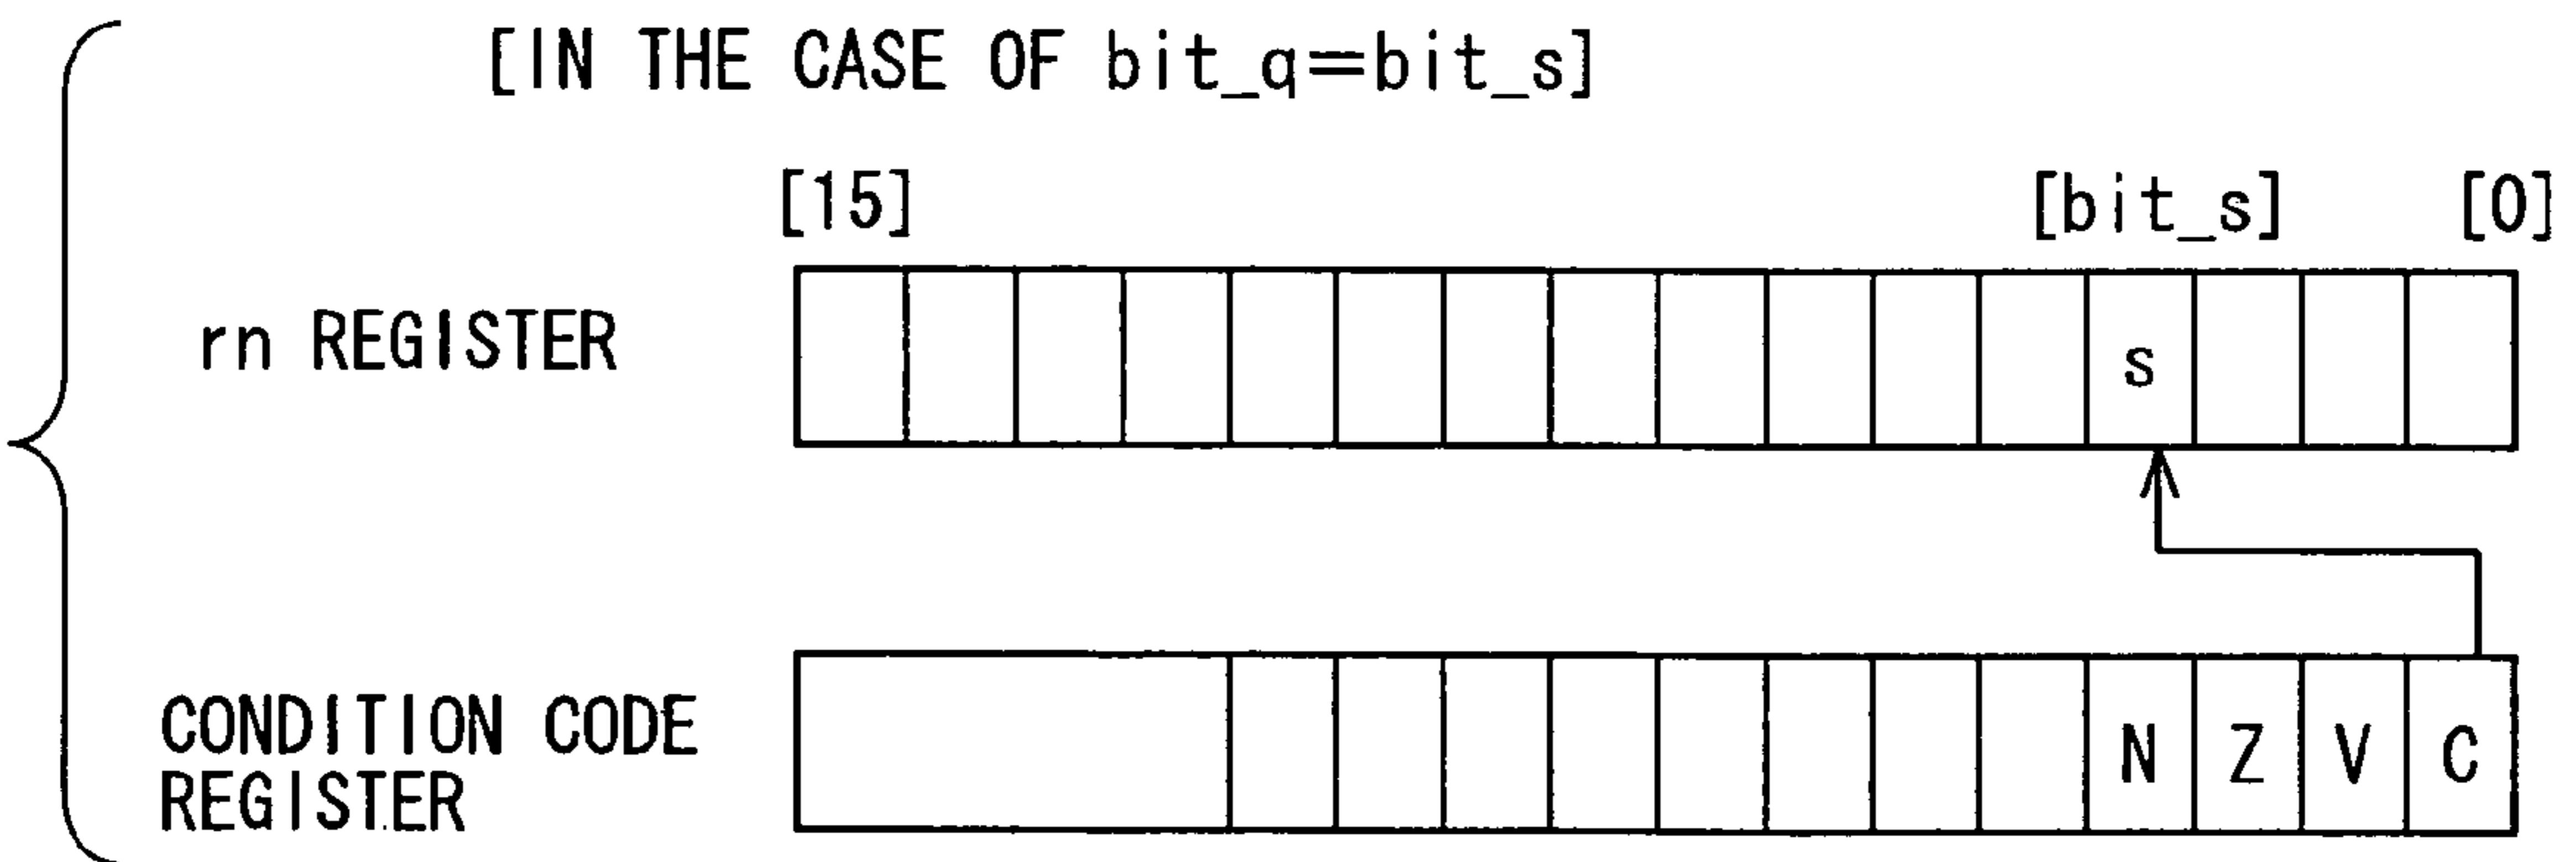 [IN THE CASE OF bit_q=bit_s]
[15] [bit_s] [0]
rn REGISTER s
CONDITION CODE
REGISTER
N Z V C